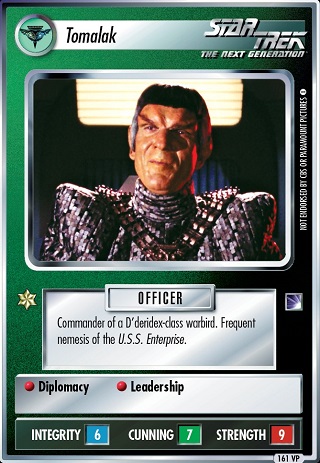 Tomalak
STAR TREK
THE NEXT GENERATION
NOT ENDORSED BY CBS OR PARAMOUNT PICTURES
OFFICER
Commander of a D'deridex-class warbird. Frequent
nemesis of the U.S.S. Enterprise.
Diplomacy
Leadership
INTEGRITY 6 CUNNING 7 STRENGTH 9
161 VP